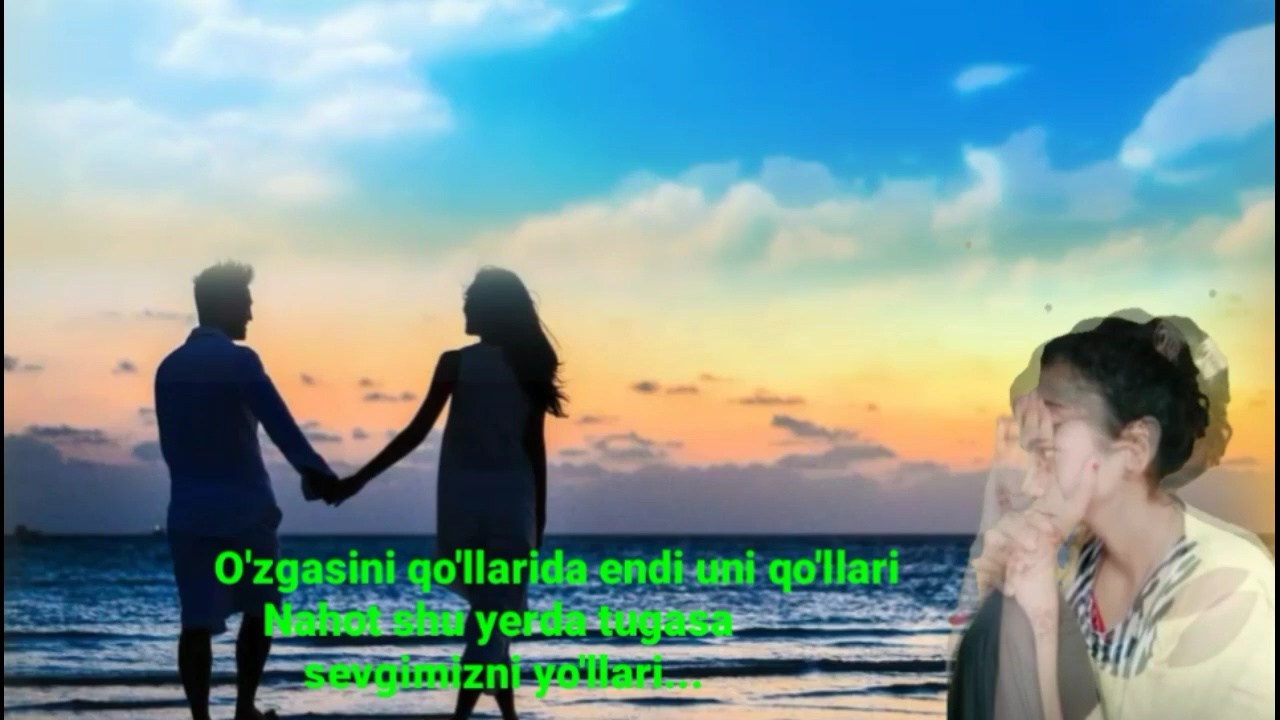 O'zgasini qo'llarida endi uni qo'llari
Nahot shu yerda tugasa
sevgimizni yo'llari...